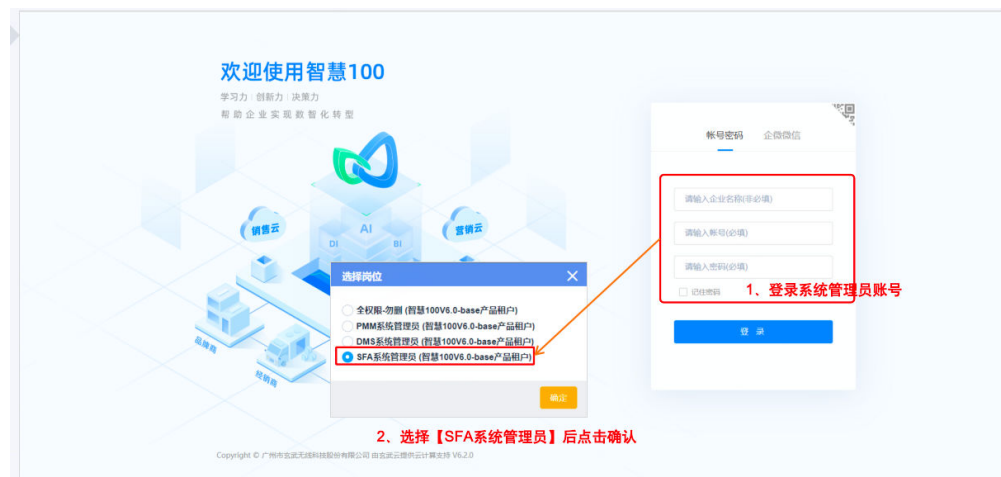 欢迎使用智慧100
学习力 | 创新力 | 决策力
帮助企业实现数智化转型
帐号密码 企微微信
请输入企业名称(非必填)
请输入帐号(必填)
请输入密码(必填)
记住密码
1、登录系统管理员账号
登 录
销售云
AI
营销云
DI
BI
品牌商
经销商
选择岗位
全权限-勿删 (智慧100V6.0-base产品租户)
PMM系统管理员 (智慧100V6.0-base产品租户)
DMS系统管理员 (智慧100V6.0-base产品租户)
SFA系统管理员 (智慧100V6.0-base产品租户)
确定
2、选择【SFA系统管理员】后点击确认
Copyright © 广州市玄武无线科技股份有限公司 由玄武云提供云计算支持 V6.2.0